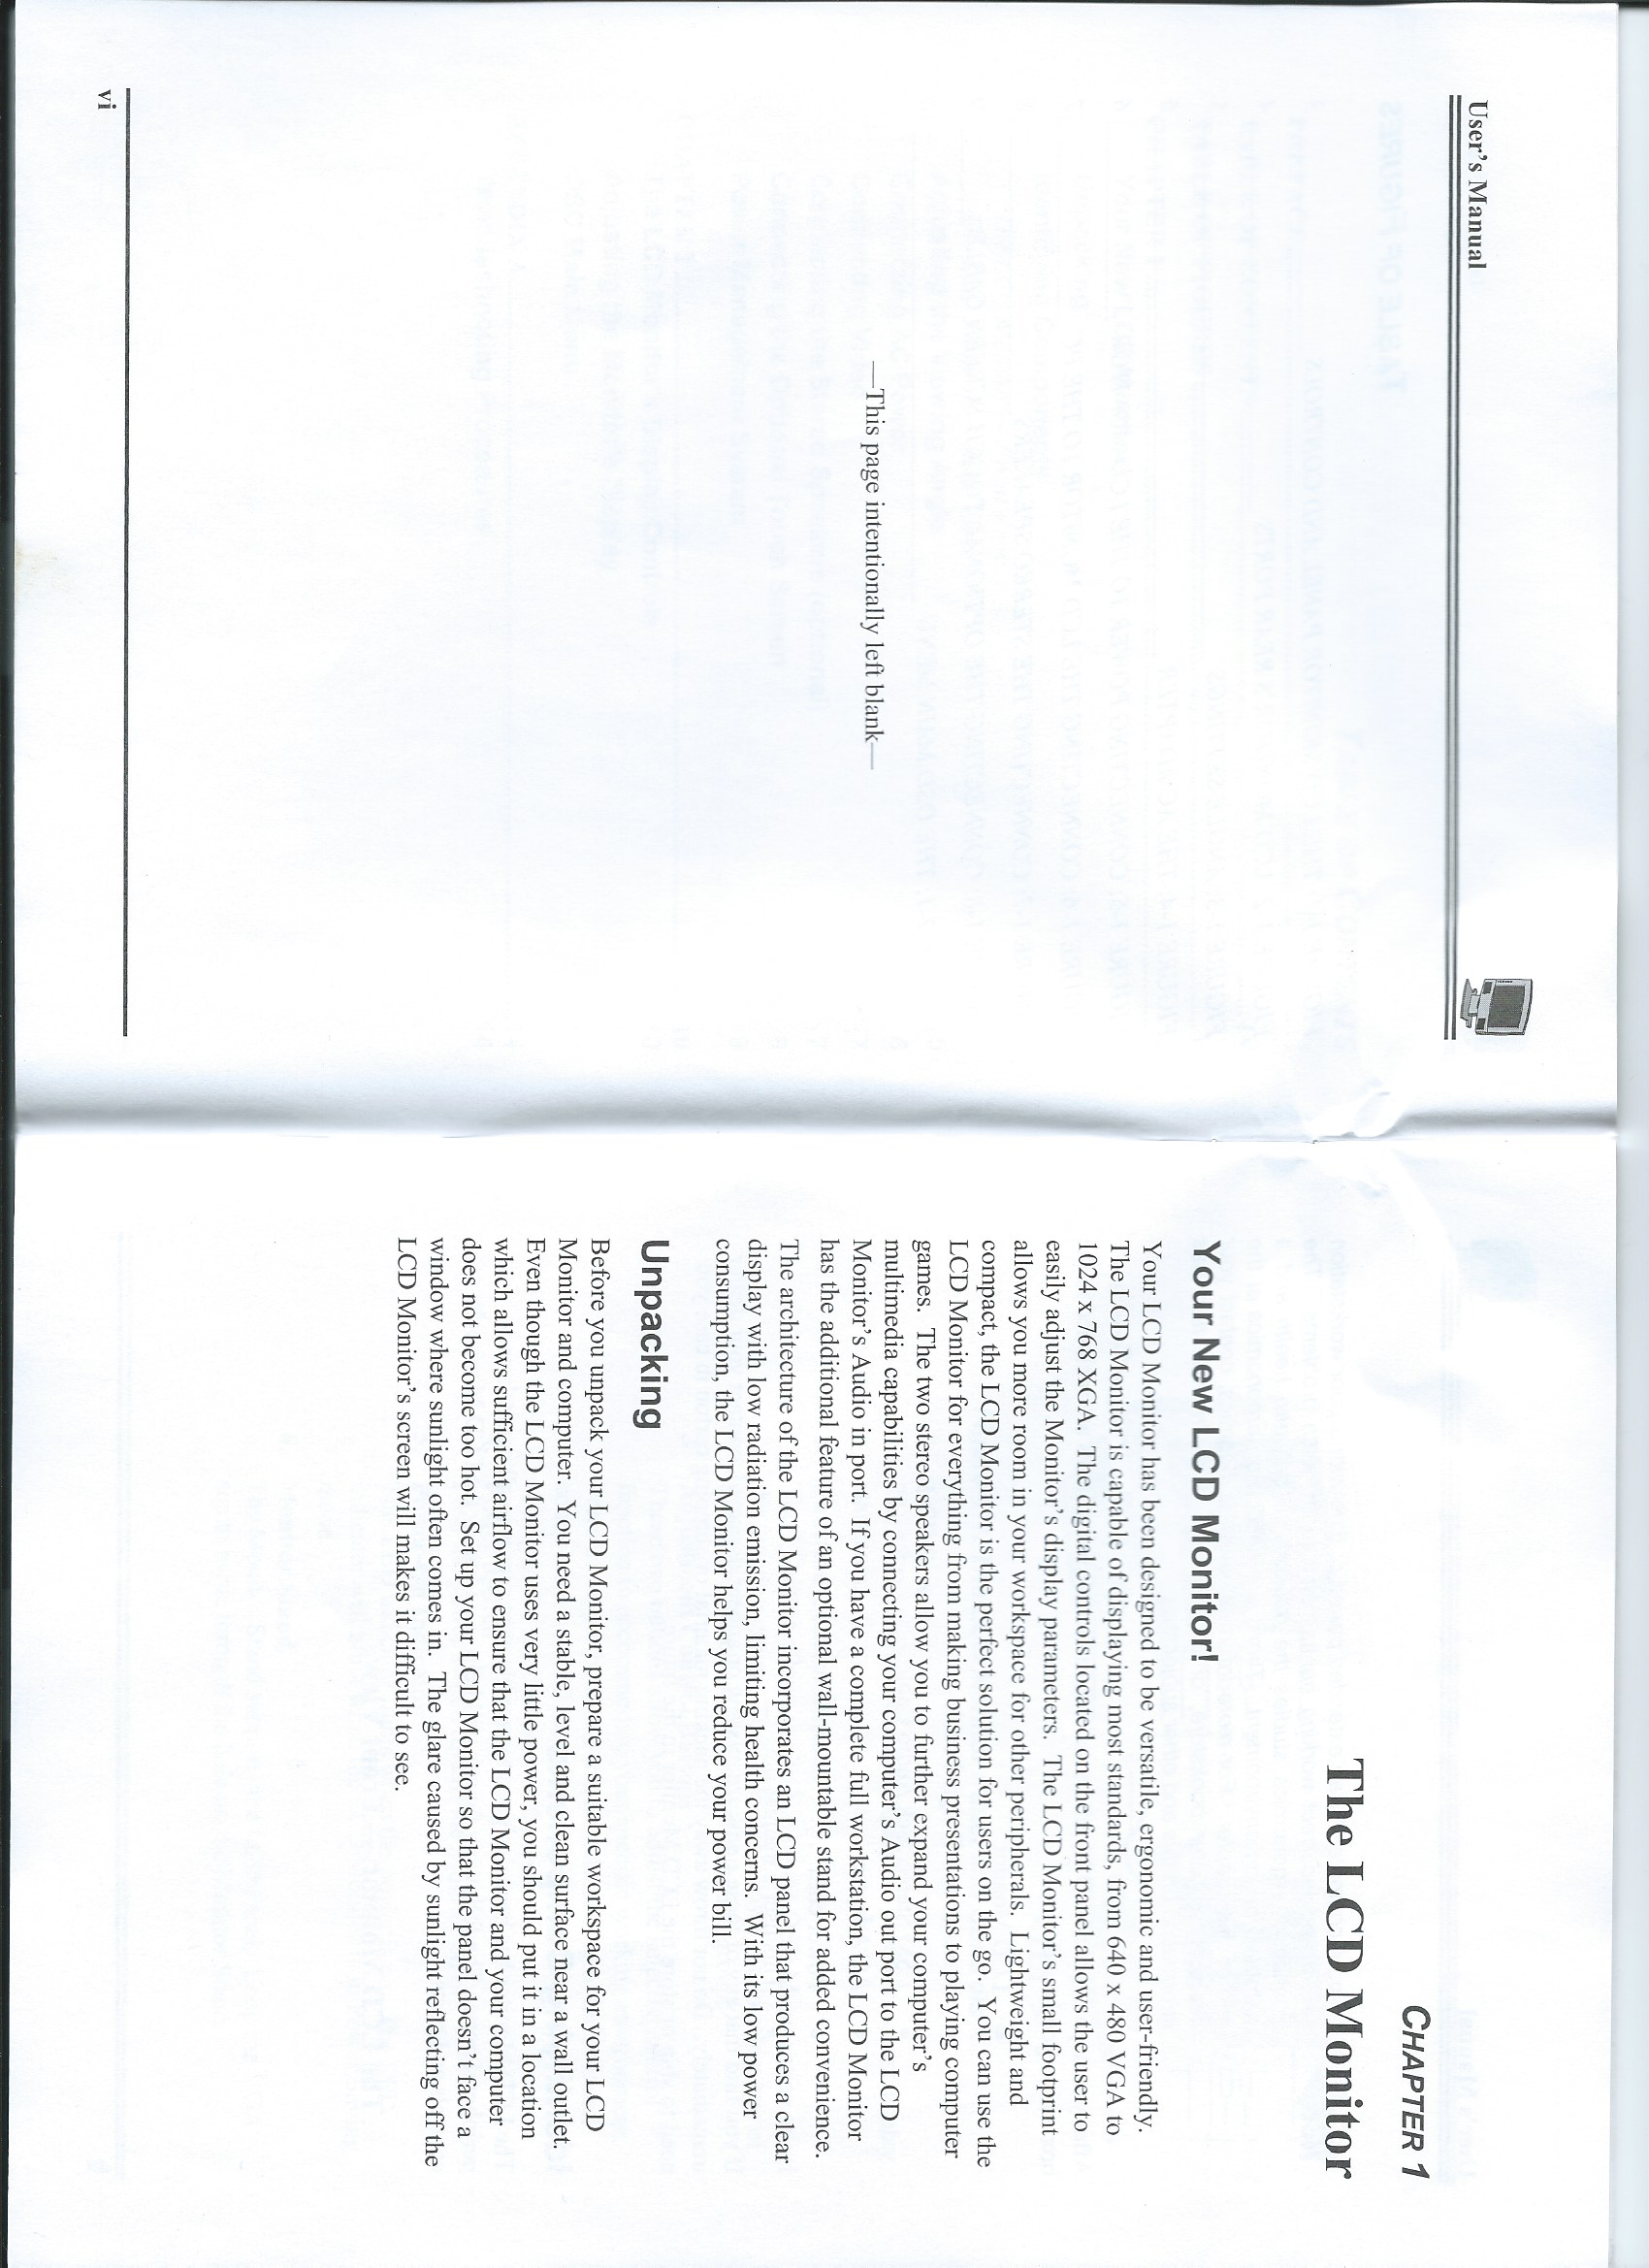 User's Manual
—This page intentionally left blank—
vi
CHAPTER 1
The LCD Monitor
Your New LCD Monitor!
Your LCD Monitor has been designed to be versatile, ergonomic and user-friendly.
The LCD Monitor is capable of displaying most standards, from 640 x 480 VGA to
1024 x 768 XGA.  The digital controls located on the front panel allows the user to
easily adjust the Monitor's display parameters.  The LCD Monitor's small footprint
allows you more room in your workspace for other peripherals.  Lightweight and
compact, the LCD Monitor is the perfect solution for users on the go.  You can use the
LCD Monitor for everything from making business presentations to playing computer
games.  The two stereo speakers allow you to further expand your computer's
multimedia capabilities by connecting your computer's Audio out port to the LCD
Monitor's Audio in port.  If you have a complete full workstation, the LCD Monitor
has the additional feature of an optional wall-mountable stand for added convenience.
The architecture of the LCD Monitor incorporates an LCD panel that produces a clear
display with low radiation emission, limiting health concerns.  With its low power
consumption, the LCD Monitor helps you reduce your power bill.
Unpacking
Before you unpack your LCD Monitor, prepare a suitable workspace for your LCD
Monitor and computer.  You need a stable, level and clean surface near a wall outlet.
Even though the LCD Monitor uses very little power, you should put it in a location
which allows sufficient airflow to ensure that the LCD Monitor and your computer
does not become too hot.  Set up your LCD Monitor so that the panel doesn't face a
window where sunlight often comes in.  The glare caused by sunlight reflecting off the
LCD Monitor's screen will makes it difficult to see.